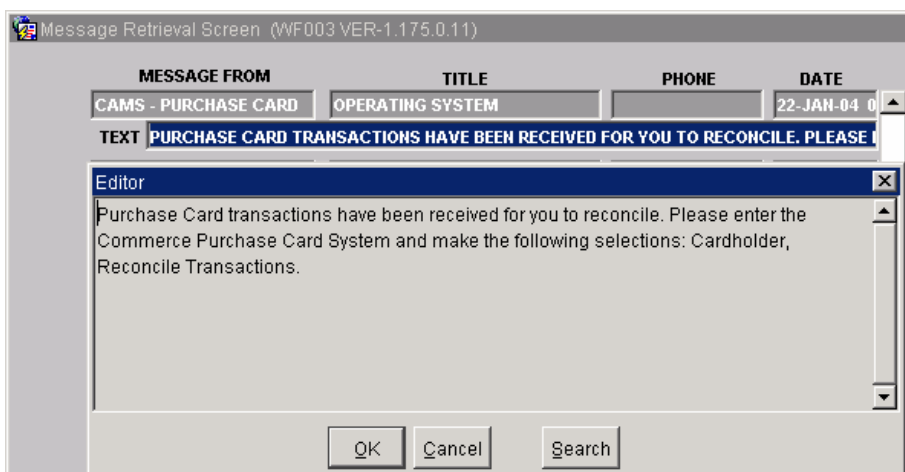 Message Retrieval Screen (WF003 VER-1.175.0.11)
MESSAGE FROM TITLE PHONE DATE
CAMS - PURCHASE CARD OPERATING SYSTEM 22-JAN-04 0
TEXT PURCHASE CARD TRANSACTIONS HAVE BEEN RECEIVED FOR YOU TO RECONCILE. PLEASE
Editor
Purchase Card transactions have been received for you to reconcile. Please enter the
Commerce Purchase Card System and make the following selections: Cardholder,
Reconcile Transactions.
OK Cancel Search